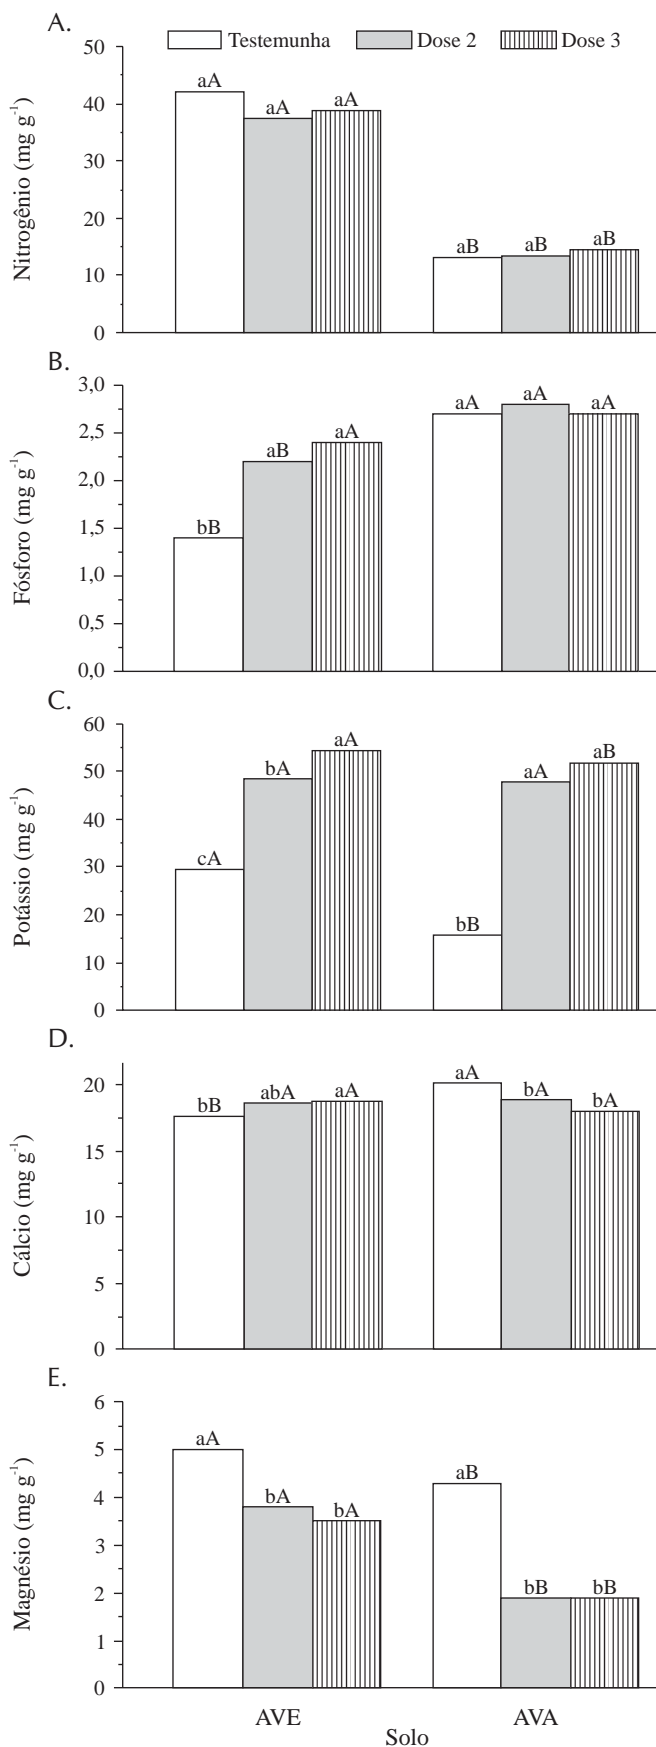 A.
Testemunha Dose 2 Dose 3
Nitrogênio (mg g-1)
50
40
30
20
10
0
aA aA aA aB aB aB
B.
Fósforo (mg g-1)
3,0
2,5
2,0
1,5
1,0
0,5
0,0
bB aB aA aA aA aA
C.
Potássio (mg g-1)
60
50
40
30
20
10
0
cA bA aA bB aA aB
D.
Cálcio (mg g-1)
20
15
10
5
0
bB abA aA aA bA bA
E.
Magnésio (mg g-1)
6
5
4
3
2
1
0
aA bA bA aB bB bB
AVE AVA
Solo